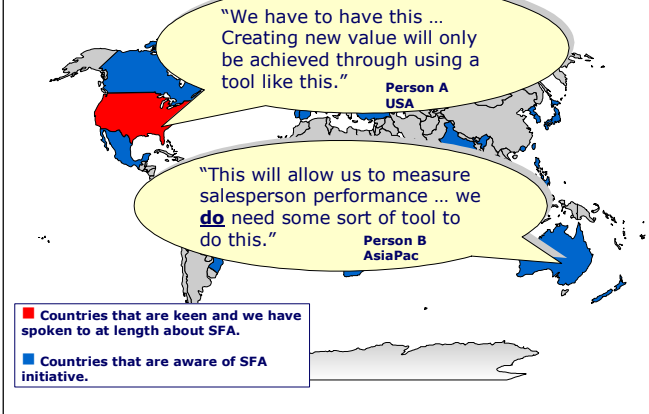 “We have to have this …
Creating new value will only
be achieved through using a
tool like this.”
Person A
USA
“This will allow us to measure
salesperson performance … we
do need some sort of tool to
do this.”
Person B
AsiaPac
Countries that are keen and we have
spoken to at length about SFA.
Countries that are aware of SFA
initiative.